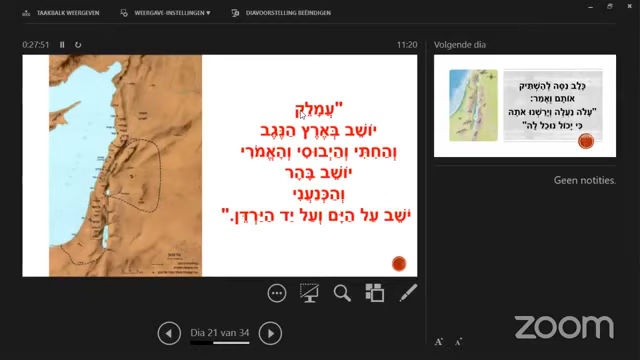 TAAKBALK WEERGEVEN
WEERGAVE-INSTELLINGEN ▾
DIAVOORSTELLING BEËINDIGEN
0:27:51
11:20
Volgende dia
"עֲמָלֵק
יוֹשֵׁב בְּאֶרֶץ הַנֶּגֶב
וְהַחִתִּי וְהַיְבוּסִי וְהָאֱמֹרִי
יוֹשֵׁב בָּהָר
וְהַכְּנַעֲנִי
יֹשֵׁב עַל הַיָּם וְעַל יַד הַיַּרְדֵּן."
כָּלֵב נִסָּה לְהַשְׁתִּיק
אוֹתָם וְאָמַר:
"עָלֹה נַעֲלֶה וְיָרַשְׁנוּ אֹתָהּ
כִּי יָכוֹל נוּכַל לָהּ"
Geen notities.
Dia 21 van 34
A A
zoom